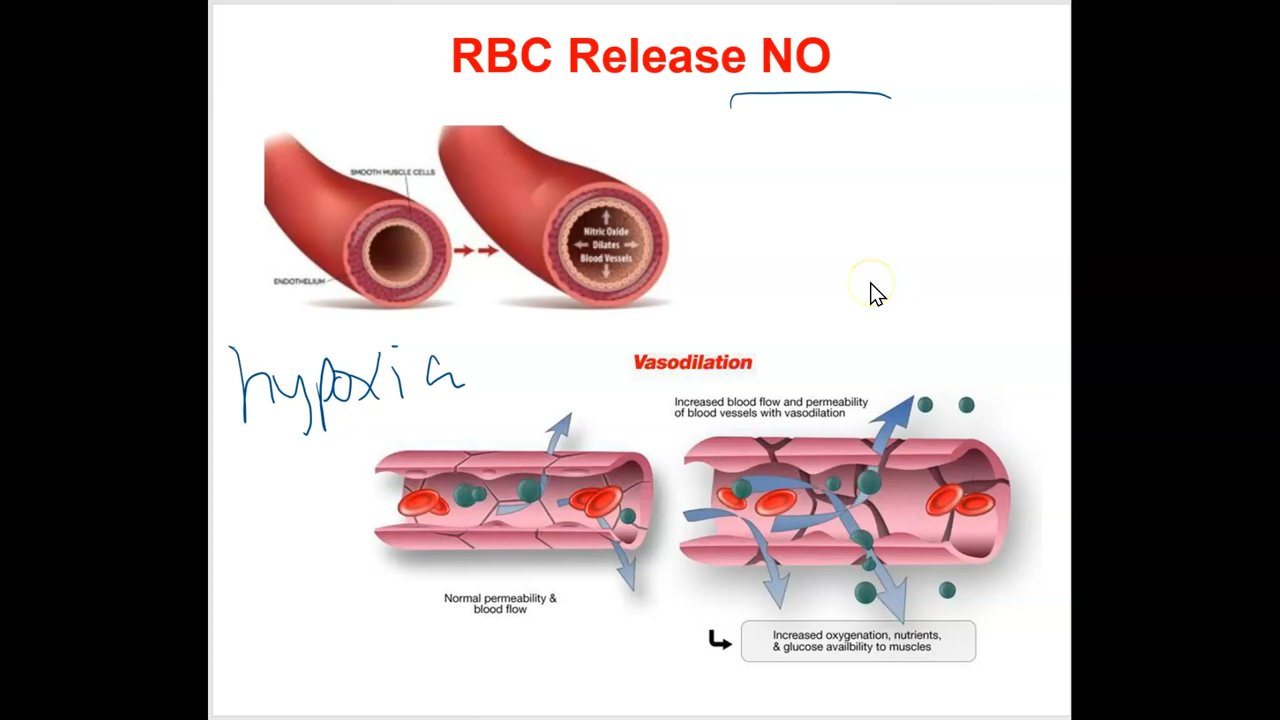 RBC Release NO
SMOOTH MUSCLE CELLS
Nitric Oxide
Dilates
Blood Vessels
ENDOTHELIUM
hypoxia
Vasodilation
Increased blood flow and permeability
of blood vessels with vasodilation
Normal permeability &
blood flow
Increased oxygenation, nutrients,
& glucose availbility to muscles